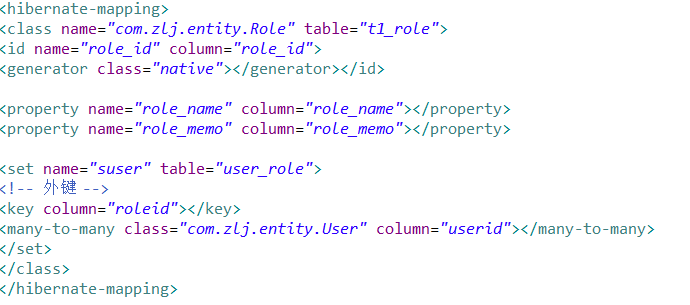 <hibernate-mapping>
<class name="com.zlj.entity.Role" table="t1_role">
<id name="role_id" column="role_id">
<generator class="native"></generator></id>
<property name="role_name" column="role_name"></property>
<property name="role_memo" column="role_memo"></property>
<set name="suser" table="user_role">
<!-- 外键 -->
<key column="roleid"></key>
<many-to-many class="com.zlj.entity.User" column="userid"></many-to-many>
</set>
</class>
</hibernate-mapping>